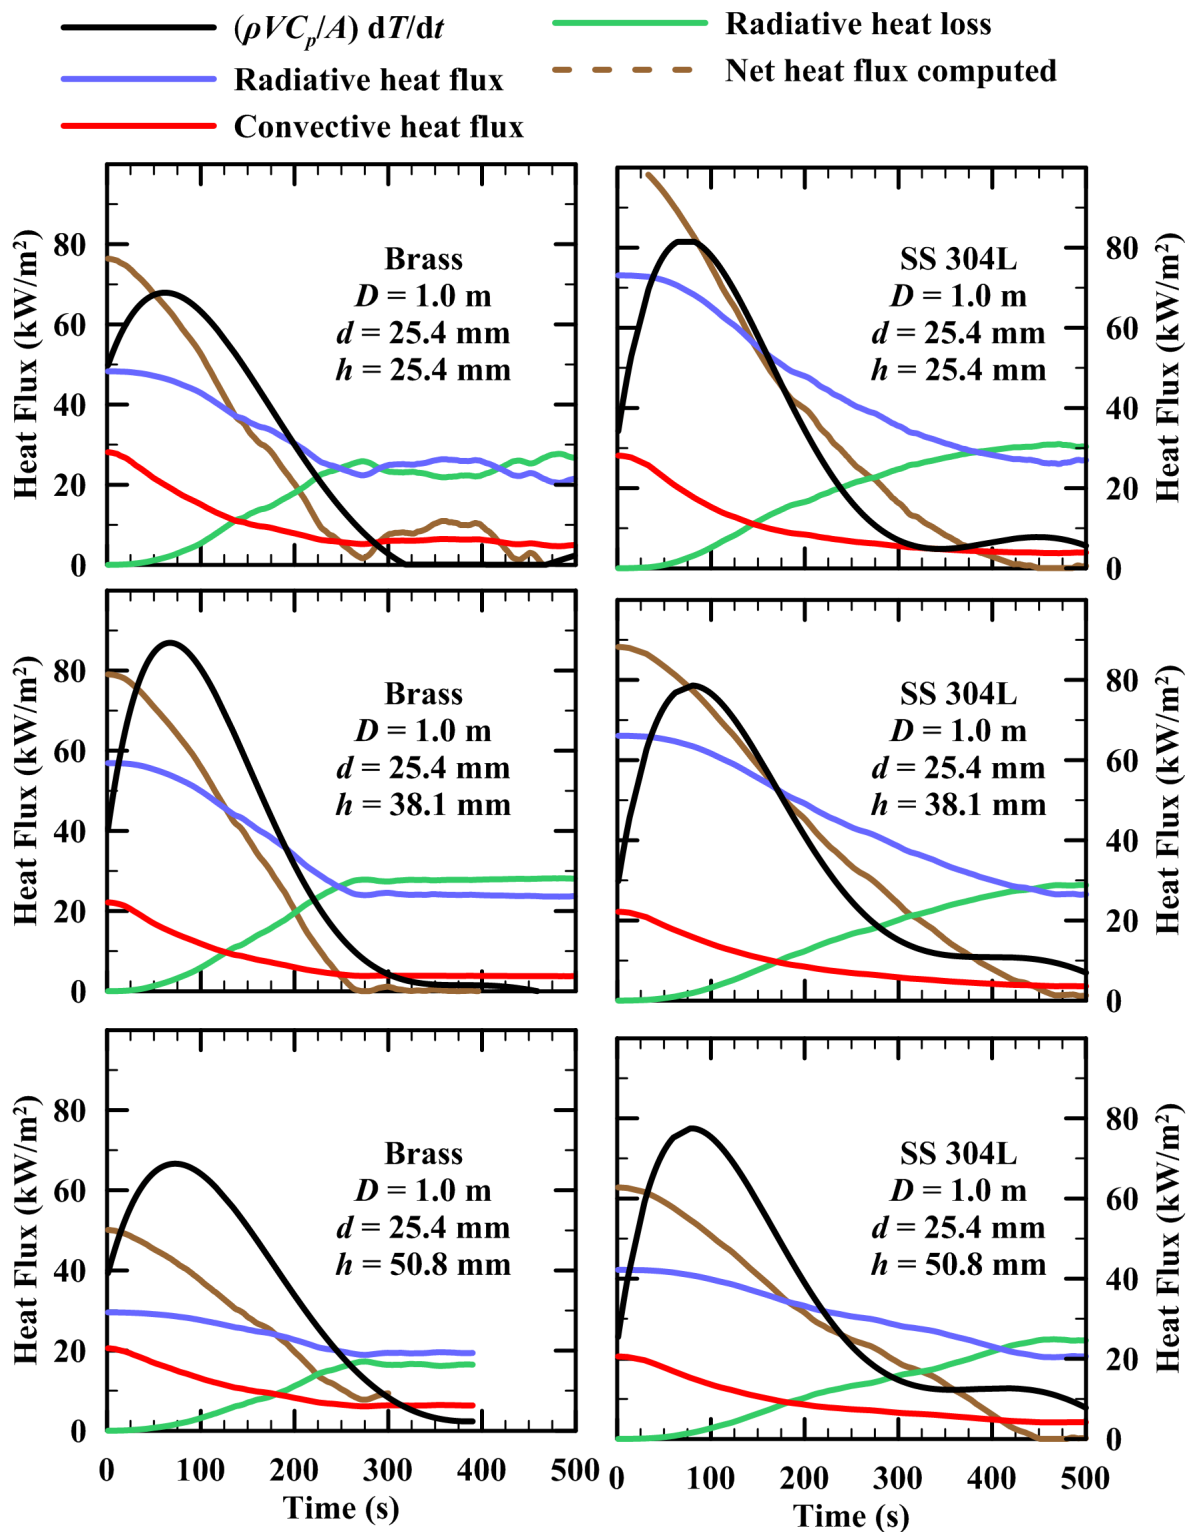 (ρVCp/A) dT/dt
Radiative heat flux
Convective heat flux
Radiative heat loss
Net heat flux computed
Heat Flux (kW/m²)
80
60
40
20
0
Brass
D = 1.0 m
d = 25.4 mm
h = 25.4 mm
SS 304L
D = 1.0 m
d = 25.4 mm
h = 25.4 mm
80
60
40
20
0
Heat Flux (kW/m²)
Heat Flux (kW/m²)
80
60
40
20
0
Brass
D = 1.0 m
d = 25.4 mm
h = 38.1 mm
SS 304L
D = 1.0 m
d = 25.4 mm
h = 38.1 mm
80
60
40
20
0
Heat Flux (kW/m²)
Heat Flux (kW/m²)
80
60
40
20
0
Brass
D = 1.0 m
d = 25.4 mm
h = 50.8 mm
0 100 200 300 400 500
Time (s)
SS 304L
D = 1.0 m
d = 25.4 mm
h = 50.8 mm
80
60
40
20
0
Heat Flux (kW/m²)
0 100 200 300 400 500
Time (s)